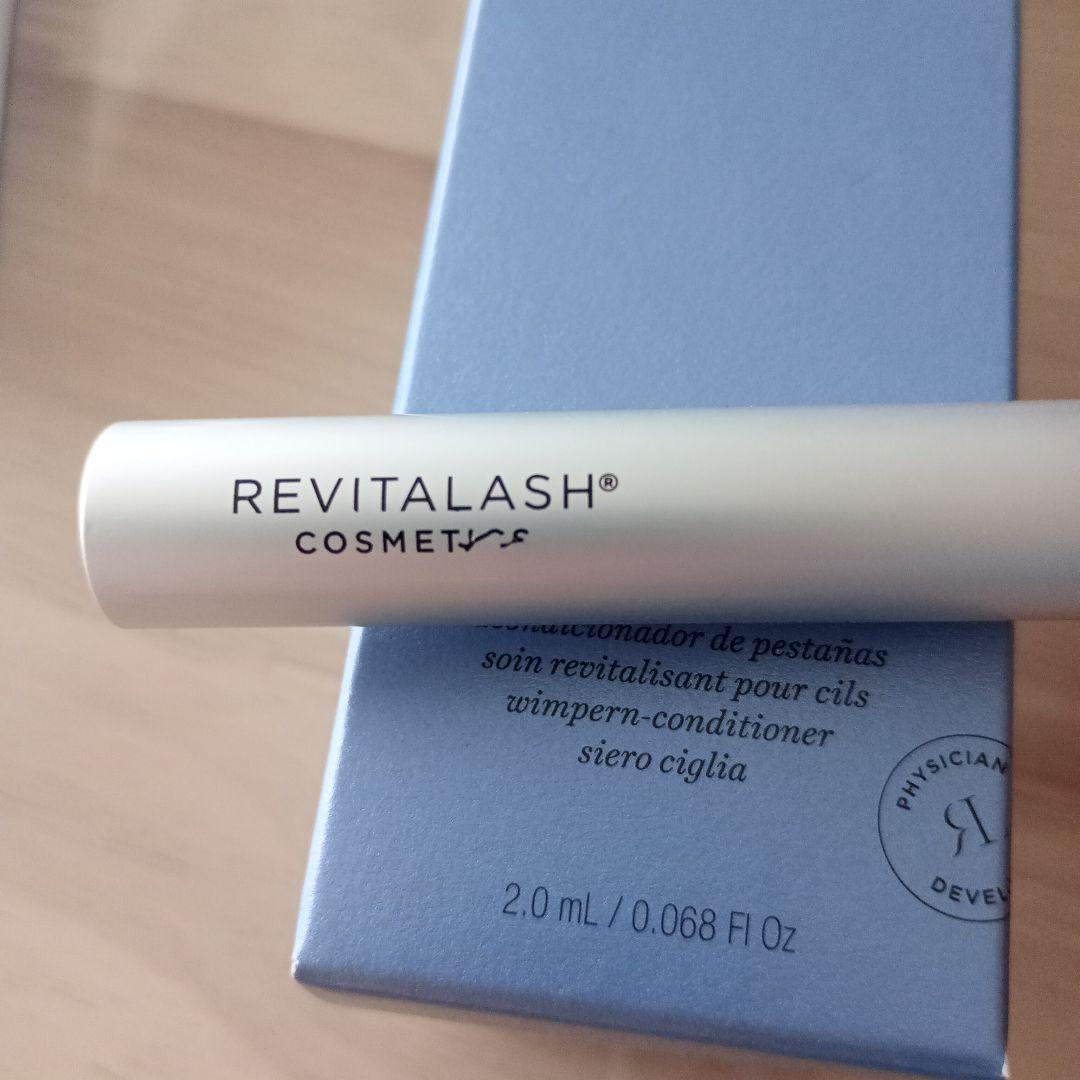 REVITALASH®
COSMETICS
acondicionador de pestañas
soin revitalisant pour cils
wimpern-conditioner
siero ciglia
PHYSICIAN
R
DEVEL
2.0 mL / 0.068 Fl Oz